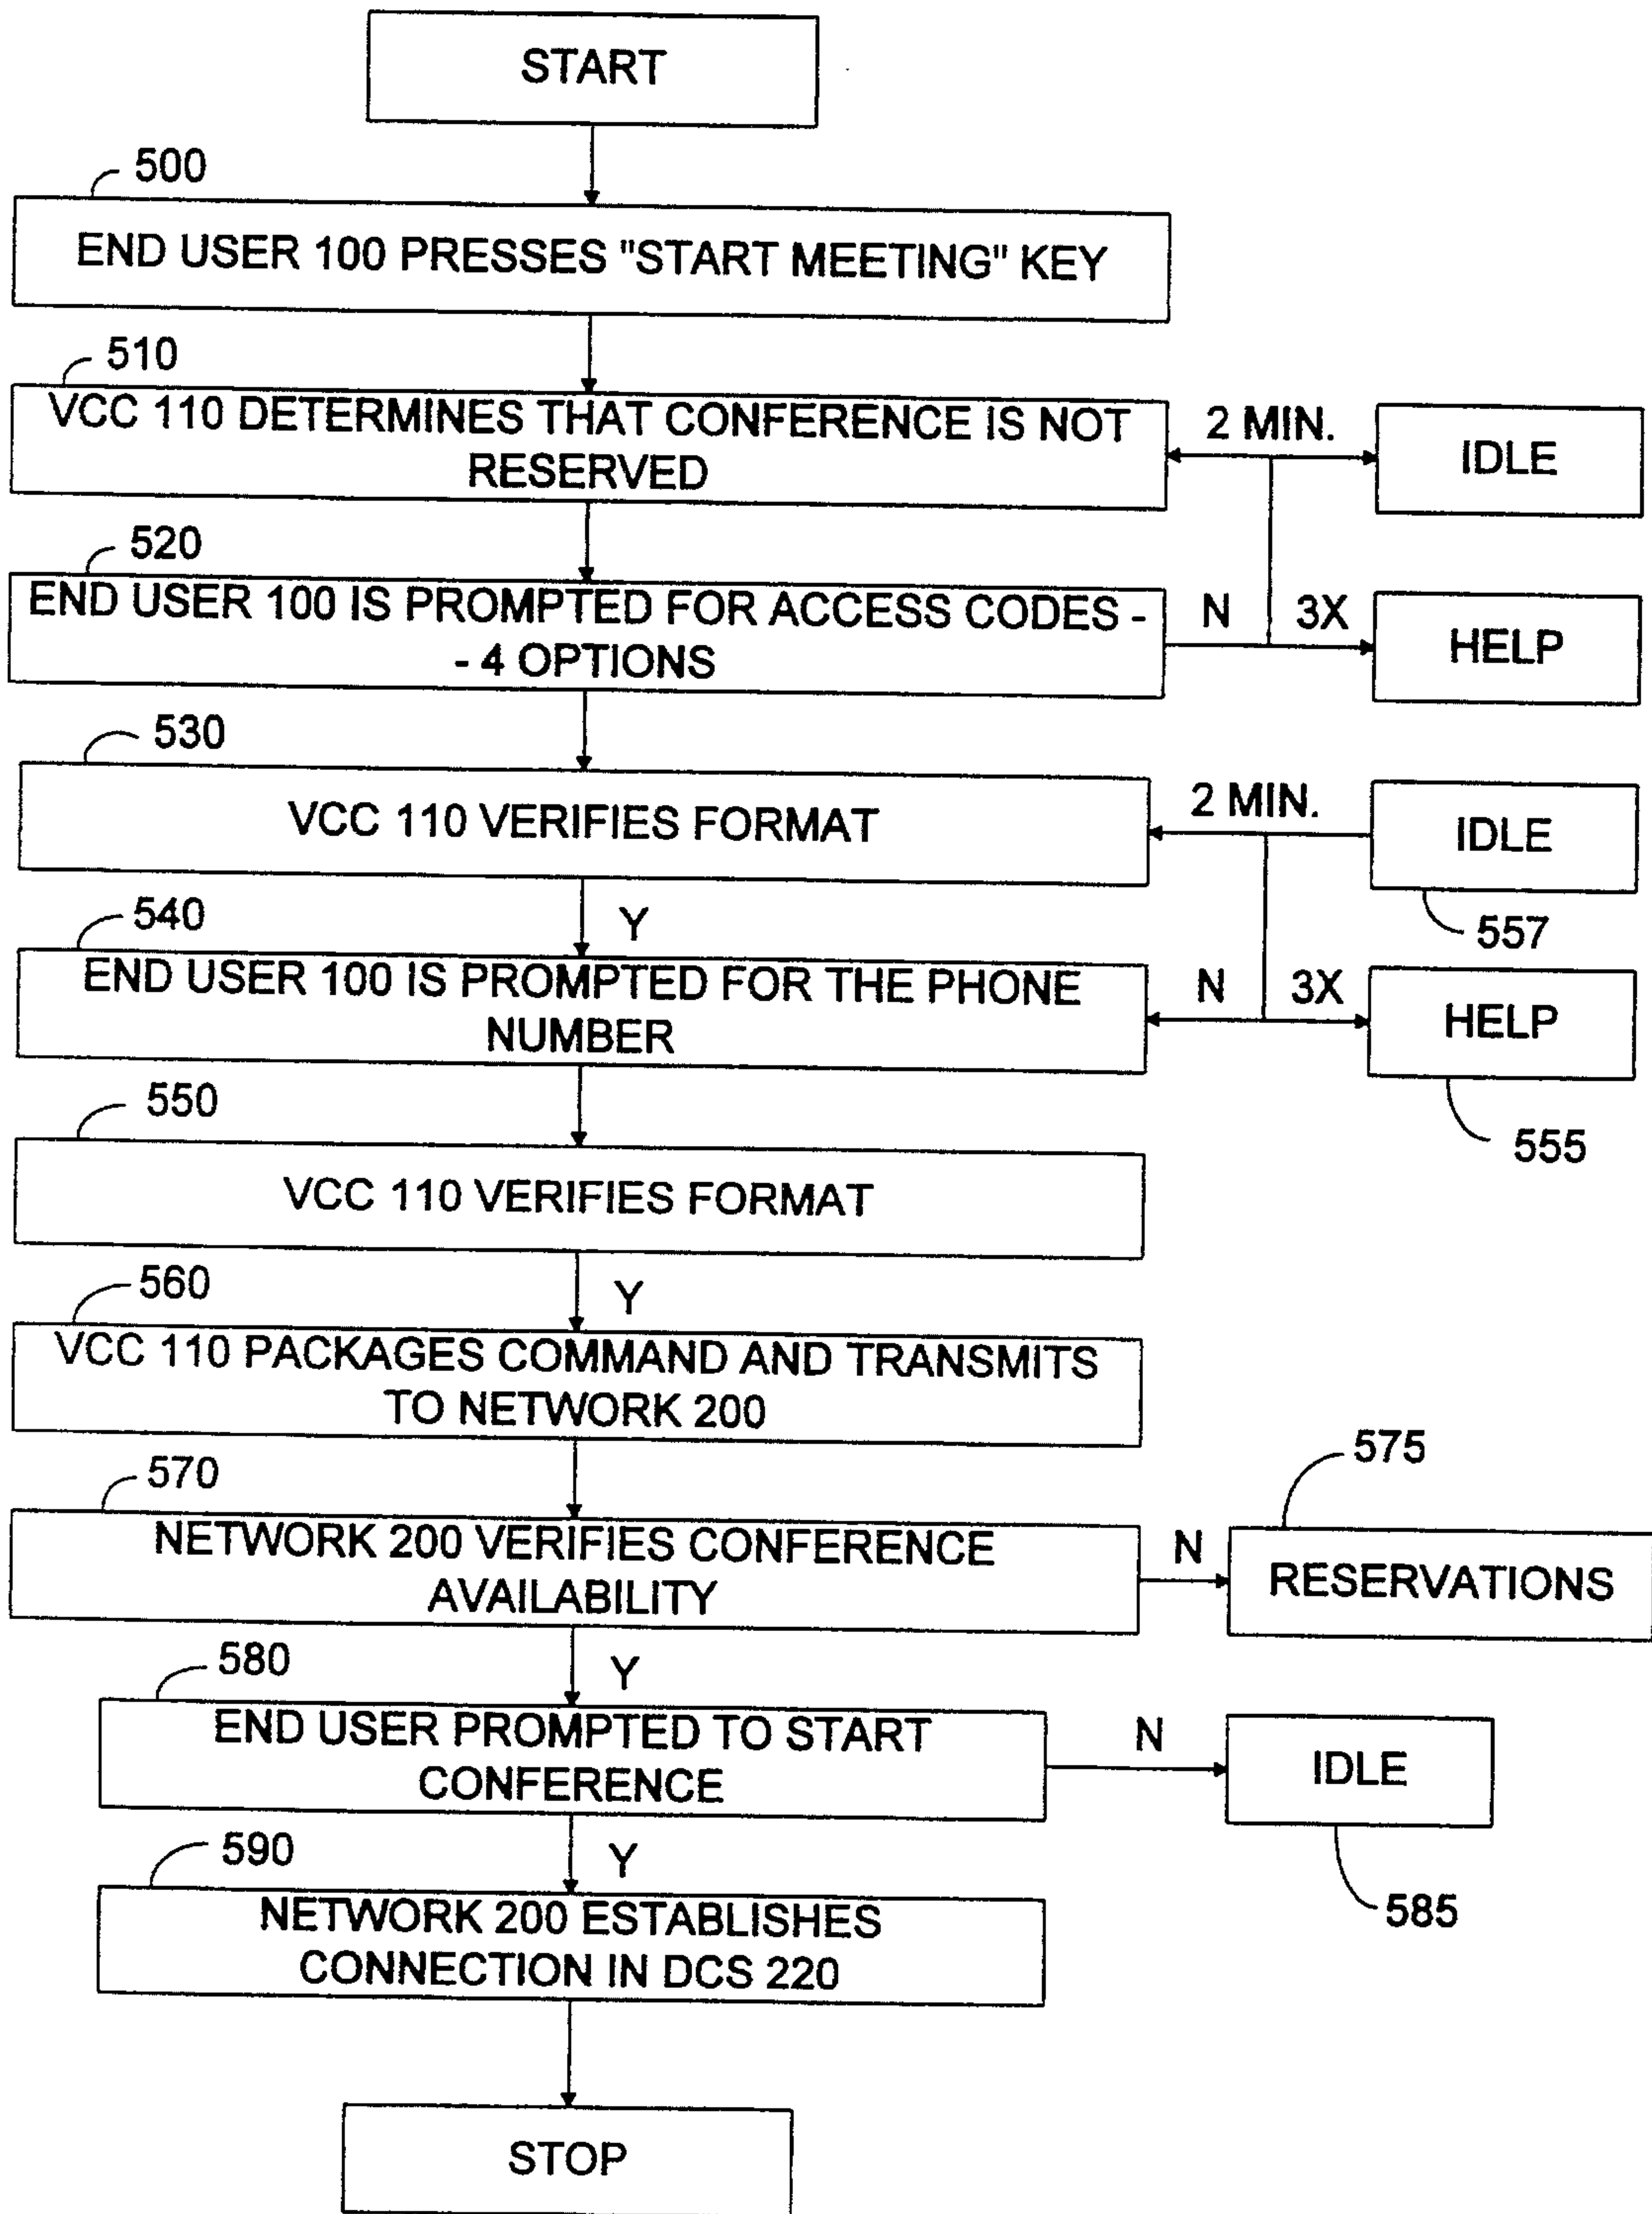 START
500
END USER 100 PRESSES "START MEETING" KEY
510
VCC 110 DETERMINES THAT CONFERENCE IS NOT
RESERVED
2 MIN.
IDLE
520
END USER 100 IS PROMPTED FOR ACCESS CODES -
- 4 OPTIONS
N
3X
HELP
530
VCC 110 VERIFIES FORMAT
2 MIN.
IDLE
557
Y
540
END USER 100 IS PROMPTED FOR THE PHONE
NUMBER
N
3X
HELP
555
550
VCC 110 VERIFIES FORMAT
Y
560
VCC 110 PACKAGES COMMAND AND TRANSMITS
TO NETWORK 200
570
NETWORK 200 VERIFIES CONFERENCE
AVAILABILITY
N
575
RESERVATIONS
Y
580
END USER PROMPTED TO START
CONFERENCE
N
IDLE
585
Y
590
NETWORK 200 ESTABLISHES
CONNECTION IN DCS 220
STOP